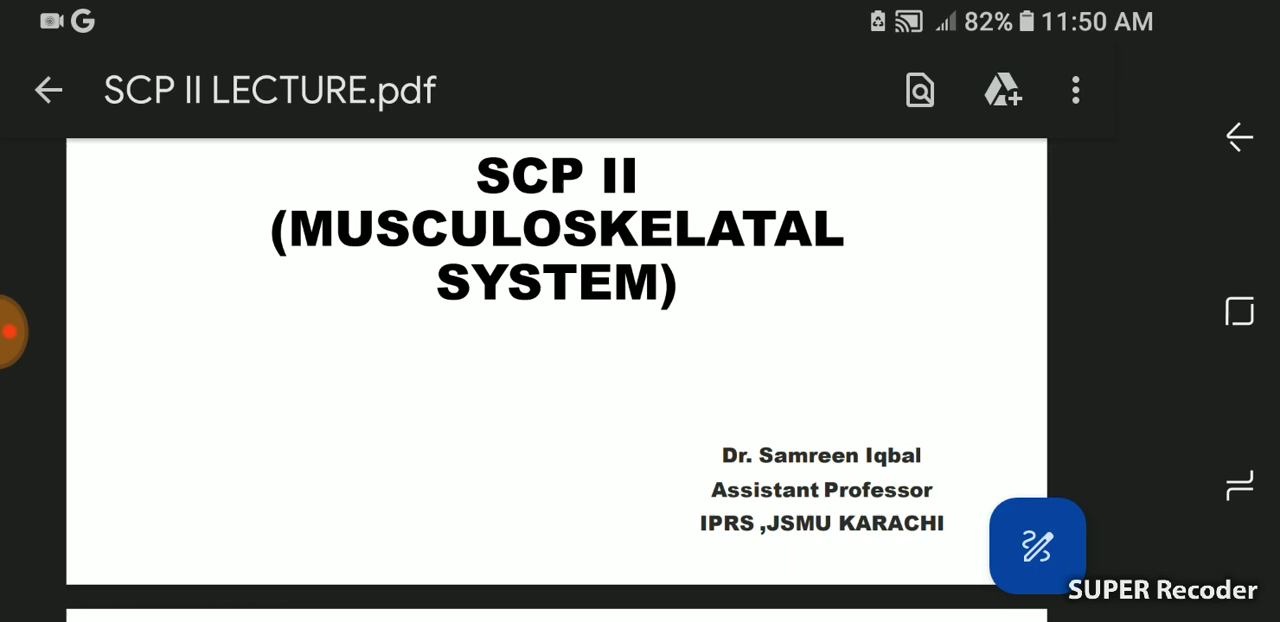 G
82% 11:50 AM
SCP II LECTURE.pdf
SCP II
(MUSCULOSKELATAL
SYSTEM)
Dr. Samreen Iqbal
Assistant Professor
IPRS ,JSMU KARACHI
SUPER Recoder